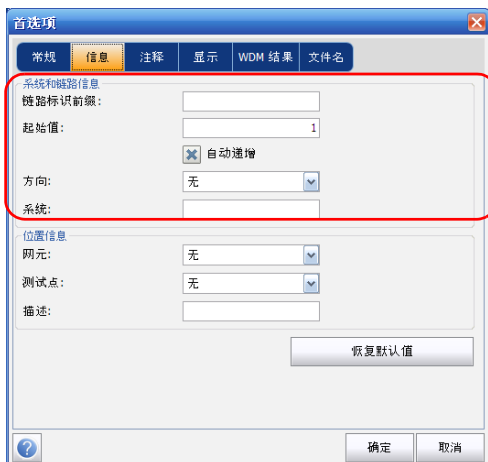 首选项
常规 信息 注释 显示 WDM 结果 文件名
系统和链路信息
链路标识前缀:
起始值: 1
自动递增
方向: 无
系统:
位置信息
网元: 无
测试点: 无
描述:
恢复默认值
? 确定 取消